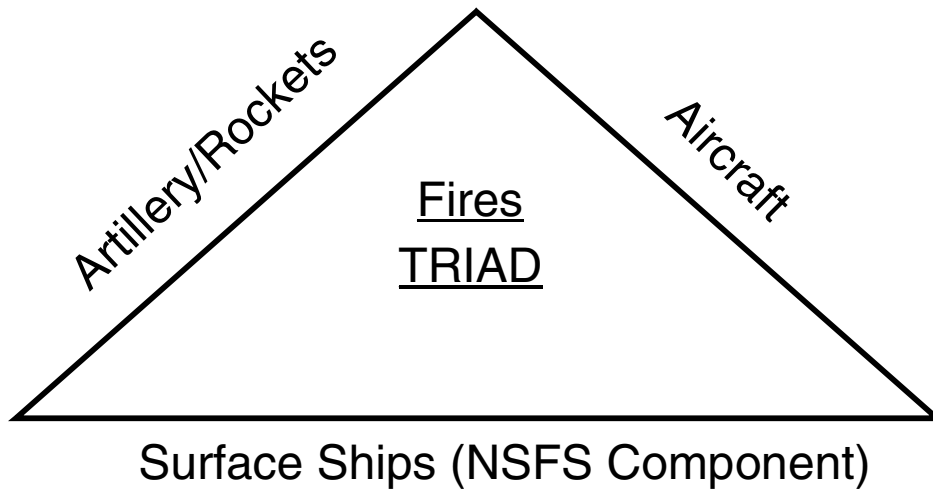 Artillery/Rockets
Aircraft
Fires
TRIAD
Surface Ships (NSFS Component)